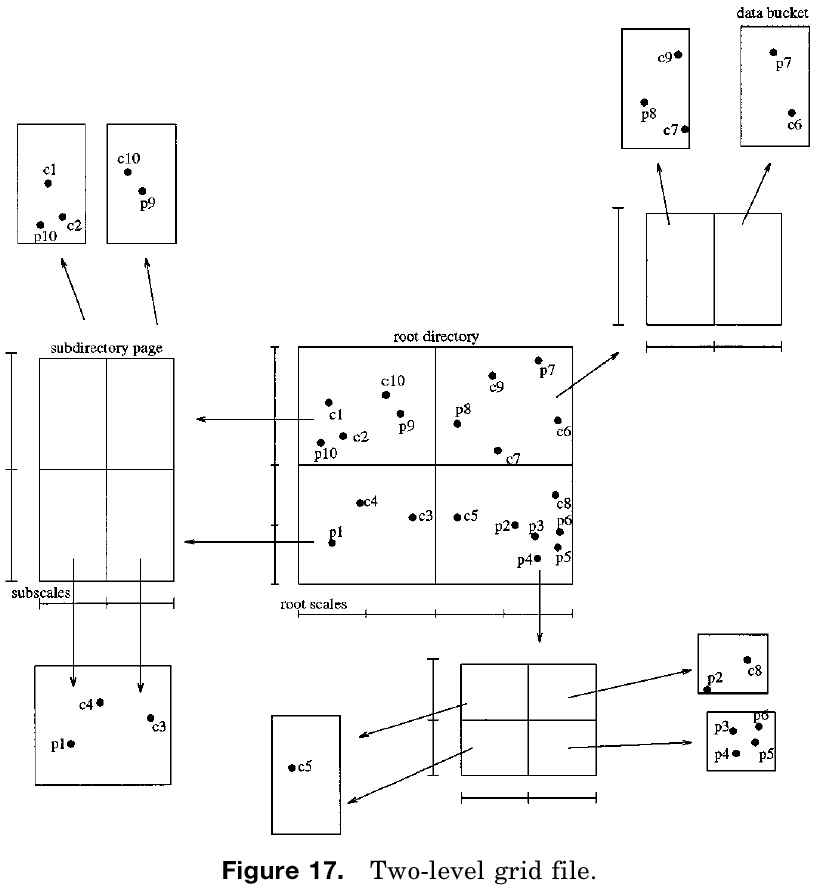 data bucket
c9
p7
p8
c7
c6
c1
c10
p9
p10
c2
subdirectory page
root directory
c1
c10
p9
c2
p10
c9
p7
p8
c6
c7
c4
c3
p1
c5
c8
p2
p3
p6
p4
p5
subscales
root scales
c4
c3
p1
c5
p2
c8
p6
p3
p4
p5
Figure 17. Two-level grid file.